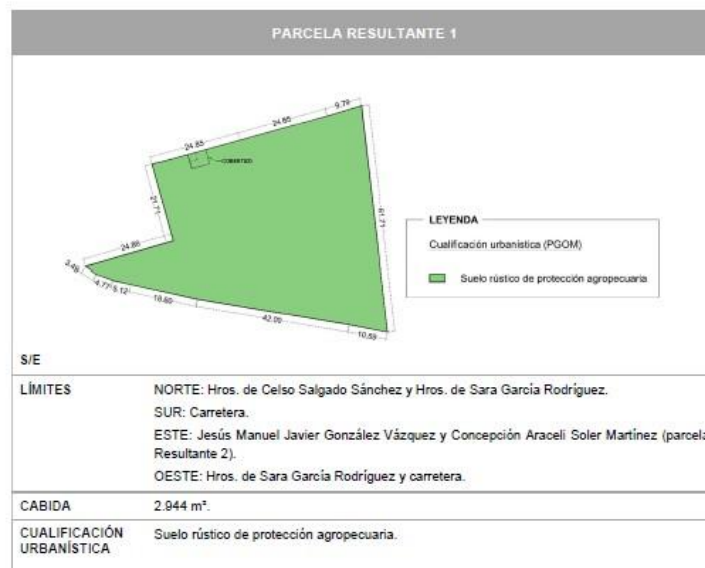 PARCELA RESULTANTE 1
9.79
24.85
24.85
COBERTIZO
21.71
61.71
24.86
3.48
4.77
5.12
18.60
42.09
10.59
LEYENDA
Cualificación urbanística (PGOM)
Suelo rústico de protección agropecuaria
S/E
LÍMITES
NORTE: Hros. de Celso Salgado Sánchez y Hros. de Sara García Rodríguez.
SUR: Carretera.
ESTE: Jesús Manuel Javier González Vázquez y Concepción Araceli Soler Martínez (parcela
Resultante 2).
OESTE: Hros. de Sara García Rodríguez y carretera.
CABIDA
2.944 m².
CUALIFICACIÓN
URBANÍSTICA
Suelo rústico de protección agropecuaria.